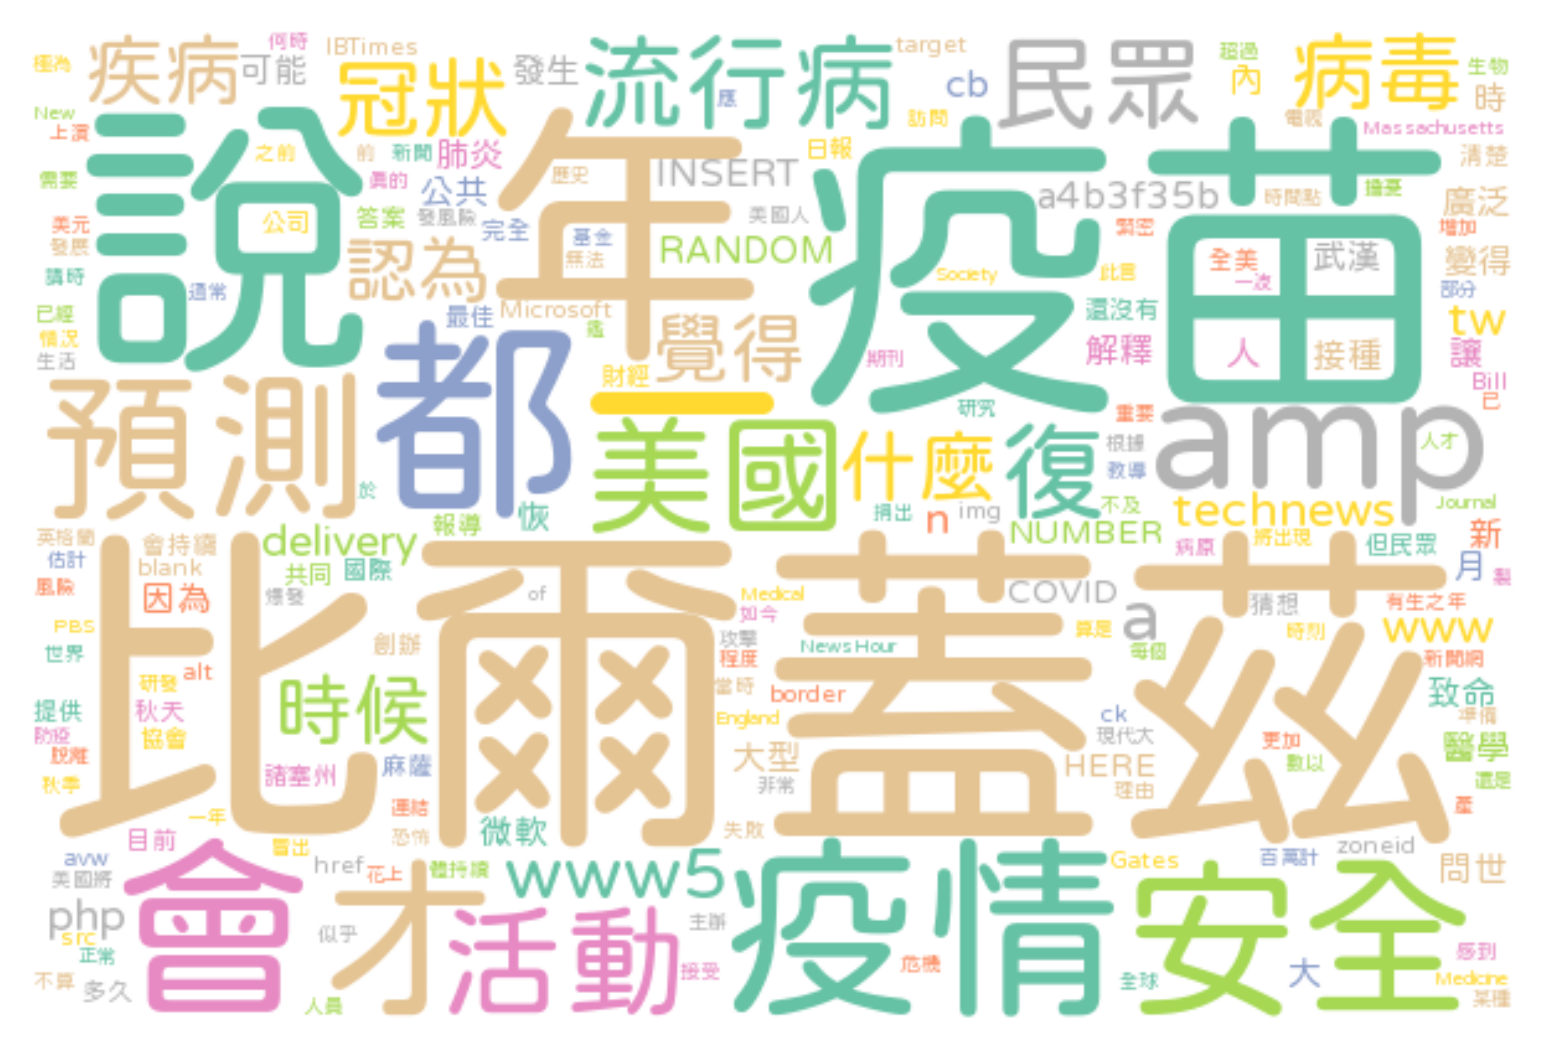 極為
疾病
何時
可能
IBTimes
冠狀
發生
流行病
應
target
cb
訪問
民眾
超過
內
電視
病毒
生物
時
Massachusetts
New
上演
需要
美元
發展
講時
已經
情況
生活
說
之前
公司
通常
前
新聞
真的
答案
肺炎
公共
發風險
完全
最佳
認為
年
歷史
基金
無法
INSERT
美國人
日報
RANDOM
Microsoft
覺得
疫苗
Society
a4b3f35b
緊密
此言
還沒有
解釋
期刊
時間點
擔憂
全美
一波
武漢
人
接種
清楚
廣泛
增加
變得
部分
tw
讓
Bill
已
預測
於
都
財經
一
美國
什麼
研究
復
重要
根據
教導
不及
amp
人才
technews
Journal
報導
恢
捐出
n
img
NUMBER
病原
將出現
但民眾
新
月
英格蘭
估計
風險
會持續
blank
因為
delivery
共同
國際
爆發
PBS
世界
研發
alt
提供
防疫
脫離
秋季
秋天
協會
一年
比爾蓋茲
創辦
時候
諸塞州
麻薩
連結
恐怖
微軟
of
Medical
如今
攻擊
程度
當時
England
border
大型
非常
失敗
News Hour
COVID
算是
每個
a
猜想
有生之年
時刻
www
新聞網
致命
準備
醫學
還是
ck
現代大
HERE
理由
更加
數以
目前
冒出
avw
美國將
php
src
正常
不算
多久
會
href
花上
體持續
似乎
才
人員
www5
活動
主辦
接受
疫情
危機
Gates
全球
安全
百萬計
大
zoneid
問世
感到
Medicine
某種